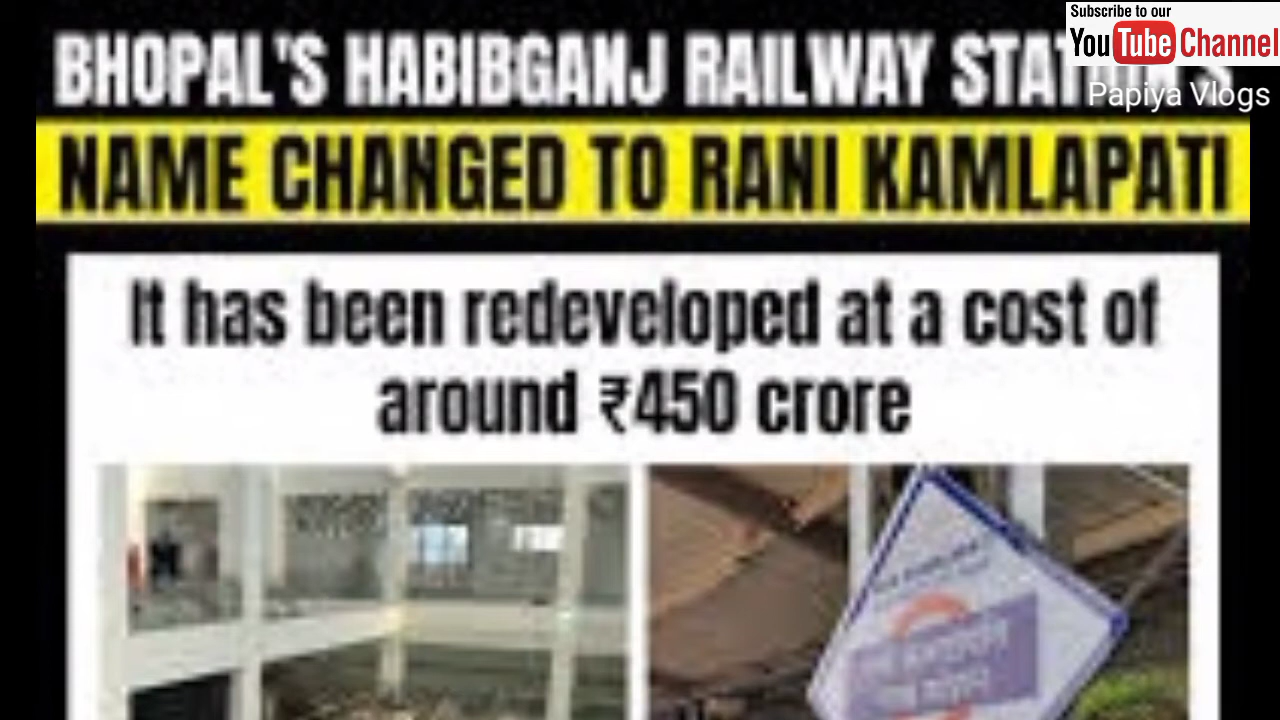 Subscribe to our
YouTube Channel
Papiya Vlogs
BHOPAL'S HABIBGANJ RAILWAY STATION'S
NAME CHANGED TO RANI KAMLAPATI
It has been redeveloped at a cost of
around ₹450 crore